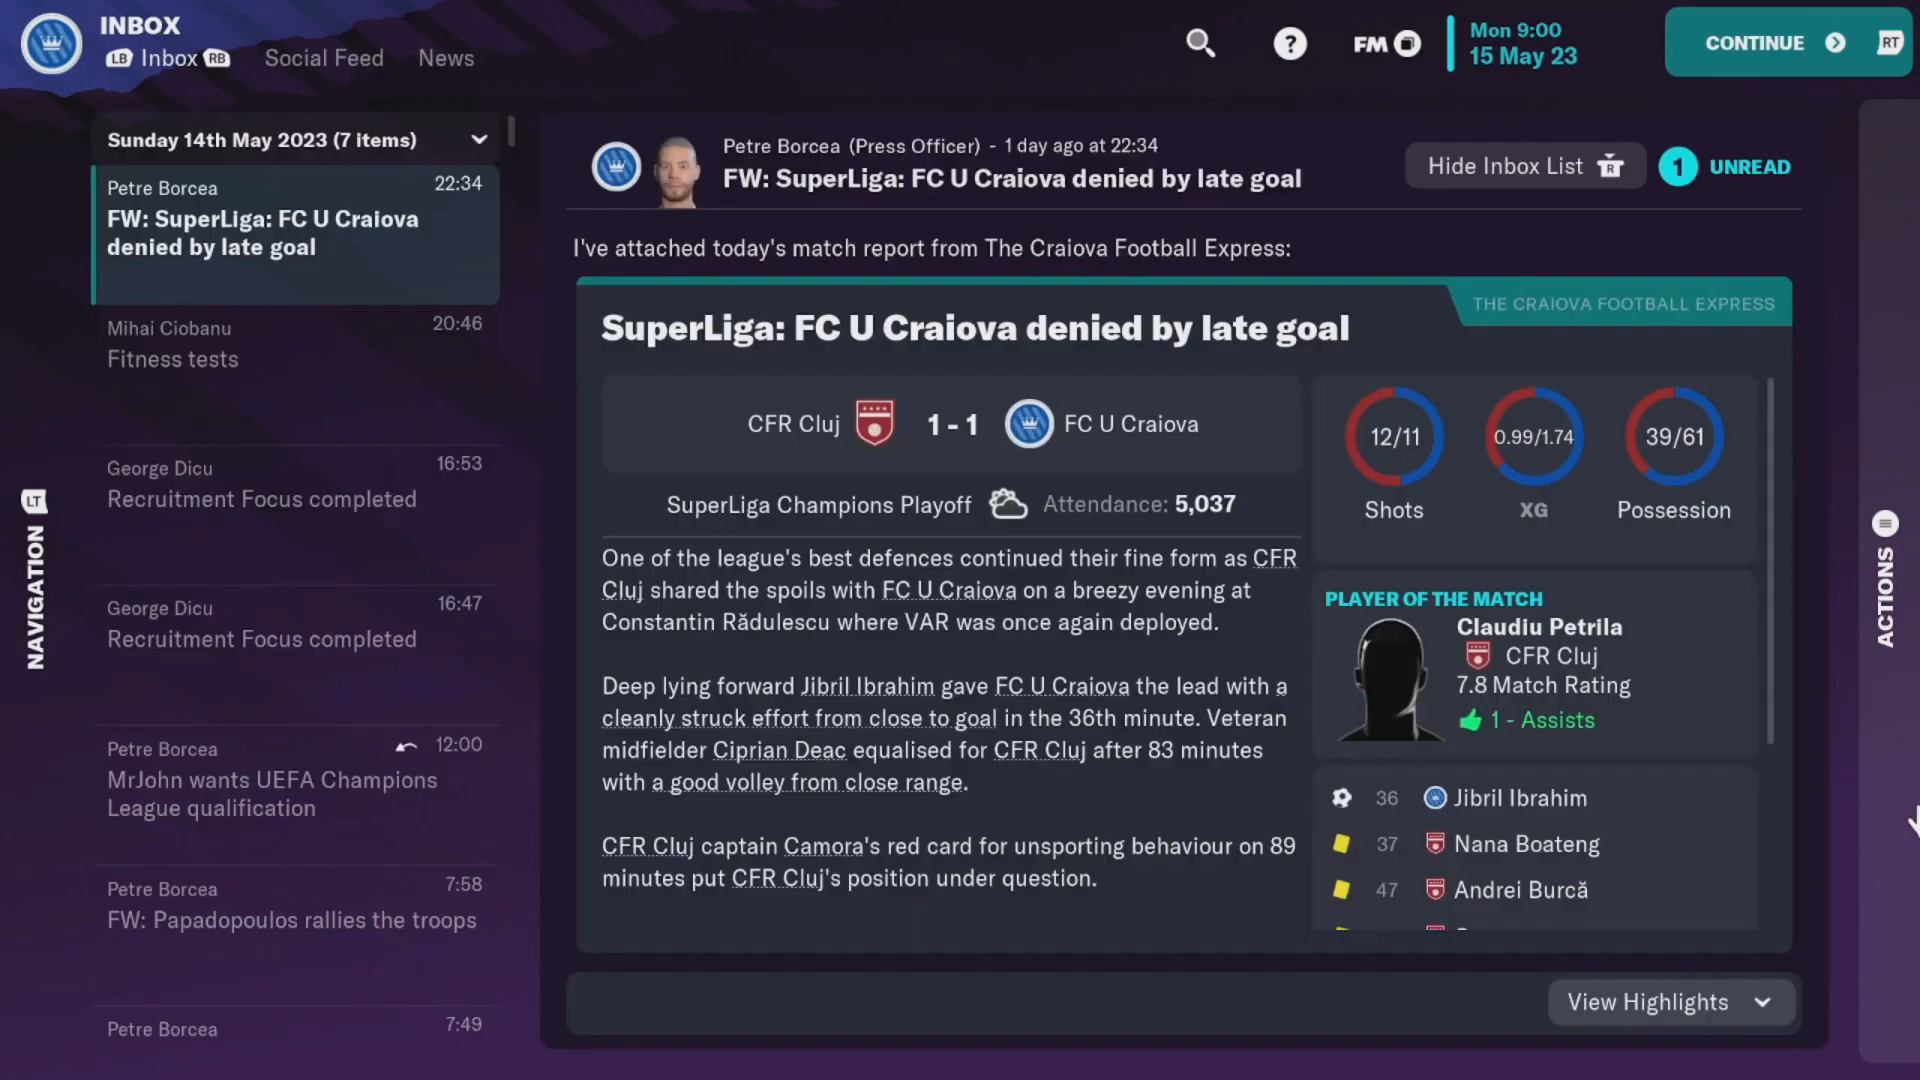 INBOX
LB Inbox RB Social Feed News
FM
Mon 9:00
15 May 23
CONTINUE RT
Sunday 14th May 2023 (7 items)
Petre Borcea 22:34
FW: SuperLiga: FC U Craiova
denied by late goal
Mihai Ciobanu 20:46
Fitness tests
George Dicu 16:53
Recruitment Focus completed
George Dicu 16:47
Recruitment Focus completed
Petre Borcea 12:00
MrJohn wants UEFA Champions
League qualification
Petre Borcea 7:58
FW: Papadopoulos rallies the troops
Petre Borcea 7:49
LT
NAVIGATIN
Petre Borcea (Press Officer) - 1 day ago at 22:34
FW: SuperLiga: FC U Craiova denied by late goal
Hide Inbox List R
1 UNREAD
I've attached today's match report from The Craiova Football Express:
THE CRAIOVA FOOTBALL EXPRESS
SuperLiga: FC U Craiova denied by late goal
CFR Cluj 1 - 1 FC U Craiova
SuperLiga Champions Playoff Attendance: 5,037
One of the league's best defences continued their fine form as CFR
Cluj shared the spoils with FC U Craiova on a breezy evening at
Constantin Rădulescu where VAR was once again deployed.
Deep lying forward Jibril Ibrahim gave FC U Craiova the lead with a
cleanly struck effort from close to goal in the 36th minute. Veteran
midfielder Ciprian Deac equalised for CFR Cluj after 83 minutes
with a good volley from close range.
CFR Cluj captain Camora's red card for unsporting behaviour on 89
minutes put CFR Cluj's position under question.
12/11 0.99/1.74 39/61
Shots XG Possession
PLAYER OF THE MATCH
Claudiu Petrila
CFR Cluj
7.8 Match Rating
1 - Assists
36 Jibril Ibrahim
37 Nana Boateng
47 Andrei Burcă
View Highlights
ACTIONS